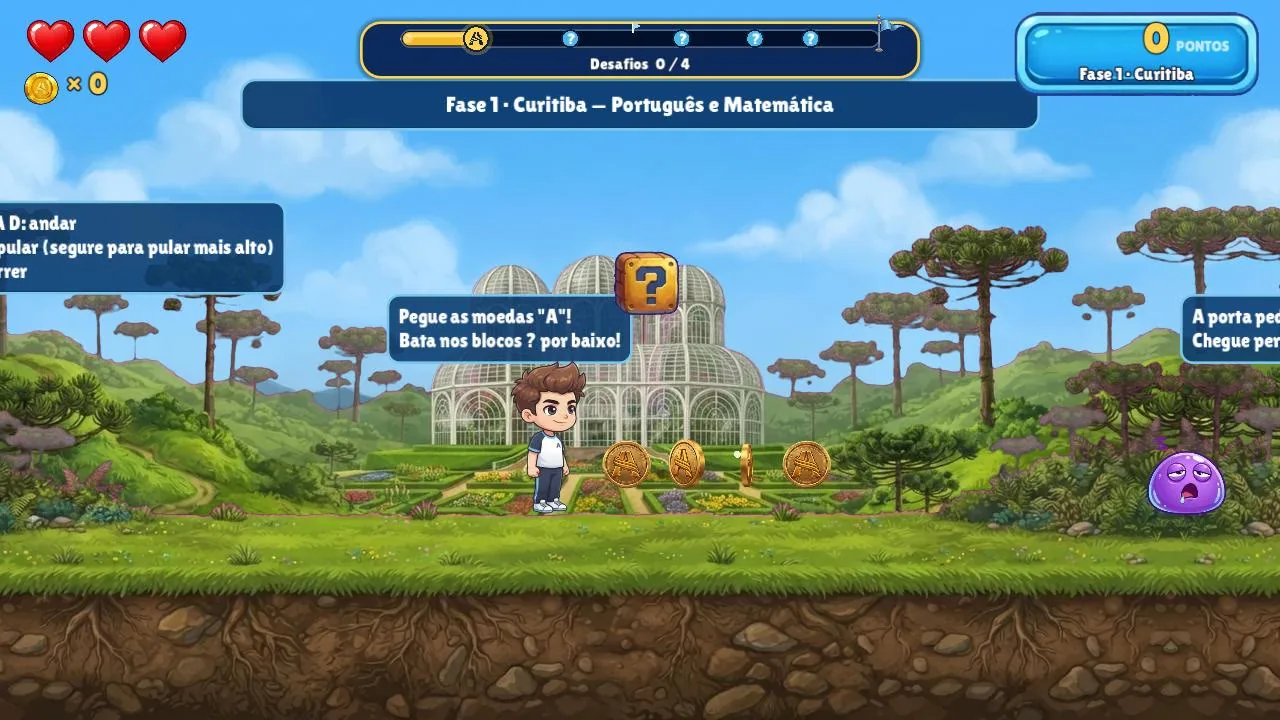 × 0
Desafios 0 / 4
0 PONTOS
Fase 1 · Curitiba
Fase 1 · Curitiba – Português e Matemática
A D: andar
pular (segure para pular mais alto)
rrer
Pegue as moedas "A"!
Bata nos blocos ? por baixo!
A porta ped
Chegue per